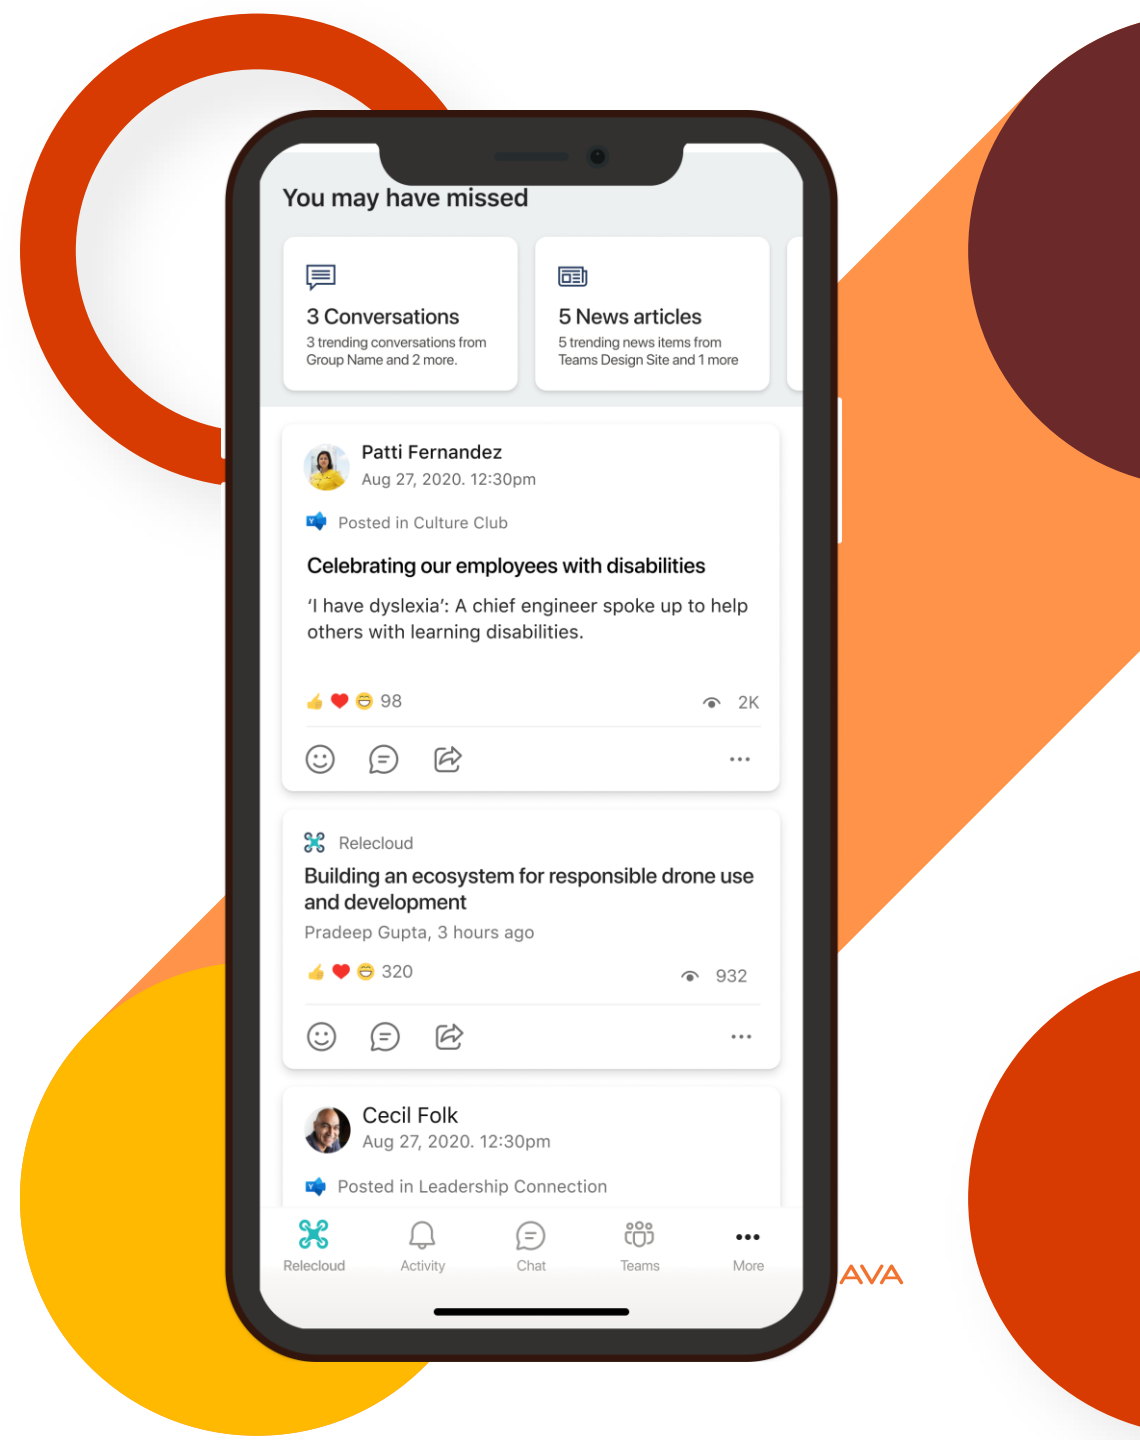 You may have missed
3 Conversations
3 trending conversations from
Group Name and 2 more.
5 News articles
5 trending news items from
Teams Design Site and 1 more
Patti Fernandez
Aug 27, 2020. 12:30pm
Posted in Culture Club
Celebrating our employees with disabilities
‘I have dyslexia’: A chief engineer spoke up to help
others with learning disabilities.
98
2K
Relecloud
Building an ecosystem for responsible drone use
and development
Pradeep Gupta, 3 hours ago
320
932
Cecil Folk
Aug 27, 2020. 12:30pm
Posted in Leadership Connection
Relecloud
Activity
Chat
Teams
More
AVA